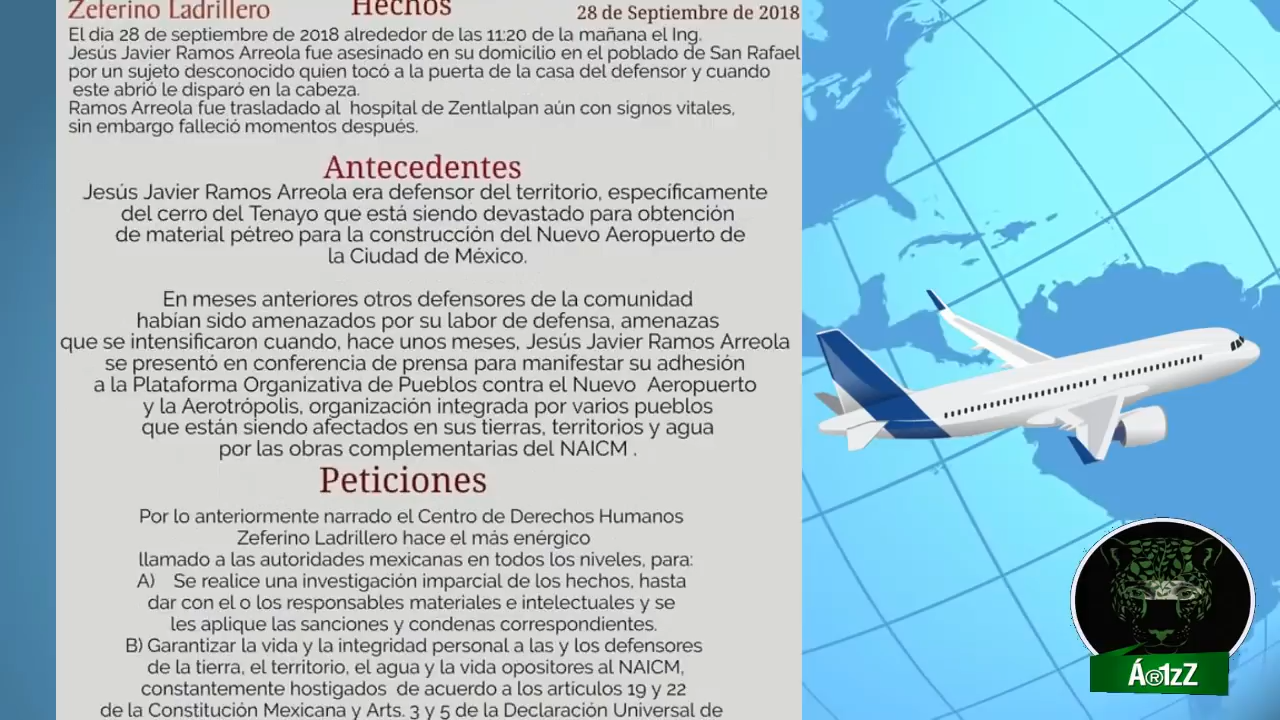 Zeferino Ladrillero
Hechos
28 de Septiembre de 2018
El día 28 de septiembre de 2018 alrededor de las 11:20 de la mañana el Ing.
Jesús Javier Ramos Arreola fue asesinado en su domicilio en el poblado de San Rafael
por un sujeto desconocido quien tocó a la puerta de la casa del defensor y cuando
este abrió le disparó en la cabeza.
Ramos Arreola fue trasladado al hospital de Zentlalpan aún con signos vitales,
sin embargo falleció momentos después.
Antecedentes
Jesús Javier Ramos Arreola era defensor del territorio, específicamente
del cerro del Tenayo que está siendo devastado para obtención
de material pétreo para la construcción del Nuevo Aeropuerto de
la Ciudad de México.
En meses anteriores otros defensores de la comunidad
habían sido amenazados por su labor de defensa, amenazas
que se intensificaron cuando, hace unos meses, Jesús Javier Ramos Arreola
se presentó en conferencia de prensa para manifestar su adhesión
a la Plataforma Organizativa de Pueblos contra el Nuevo Aeropuerto
y la Aerotrópolis, organización integrada por varios pueblos
que están siendo afectados en sus tierras, territorios y agua
por las obras complementarias del NAICM .
Peticiones
Por lo anteriormente narrado el Centro de Derechos Humanos
Zeferino Ladrillero hace el más enérgico
llamado a las autoridades mexicanas en todos los niveles, para:
A) Se realice una investigación imparcial de los hechos, hasta
dar con el o los responsables materiales e intelectuales y se
les aplique las sanciones y condenas correspondientes.
B) Garantizar la vida y la integridad personal a las y los defensores
de la tierra, el territorio, el agua y la vida opositores al NAICM,
constantemente hostigados de acuerdo a los artículos 19 y 22
de la Constitución Mexicana y Arts. 3 y 5 de la Declaración Universal de
Á®1zZ